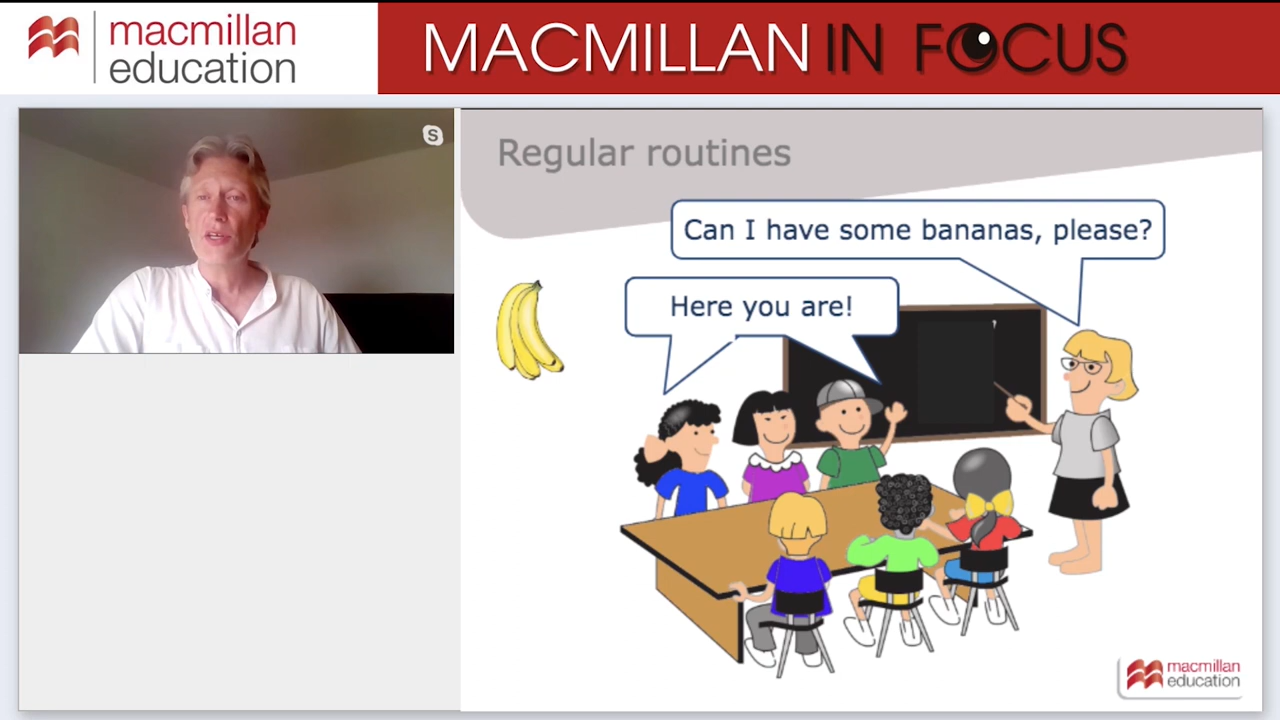 macmillan
education
MACMILLAN IN FOCUS
S
Regular routines
Can I have some bananas, please?
Here you are!
macmillan
education